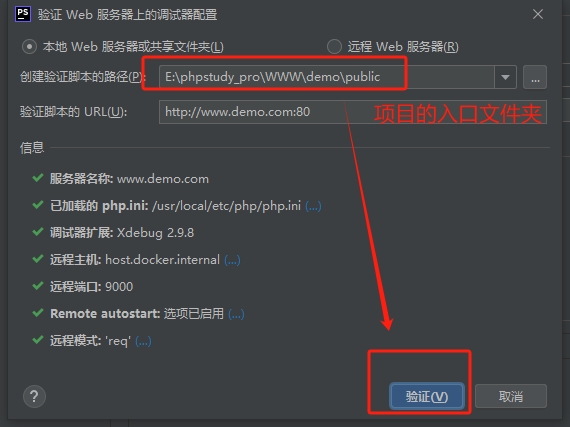 PS 验证 Web 服务器上的调试器配置
本地 Web 服务器或共享文件夹(L) 远程 Web 服务器(R)
创建验证脚本的路径(P): E:\phpstudy_pro\WWW\demo\public ...
验证脚本的 URL(U): http://www.demo.com:80
项目的入口文件夹
信息
服务器名称: www.demo.com
已加载的 php.ini: /usr/local/etc/php/php.ini (...)
调试器扩展: Xdebug 2.9.8
远程主机: host.docker.internal (...)
远程端口: 9000
Remote autostart: 选项已启用 (...)
远程模式: 'req' (...)
? 验证(V) 取消